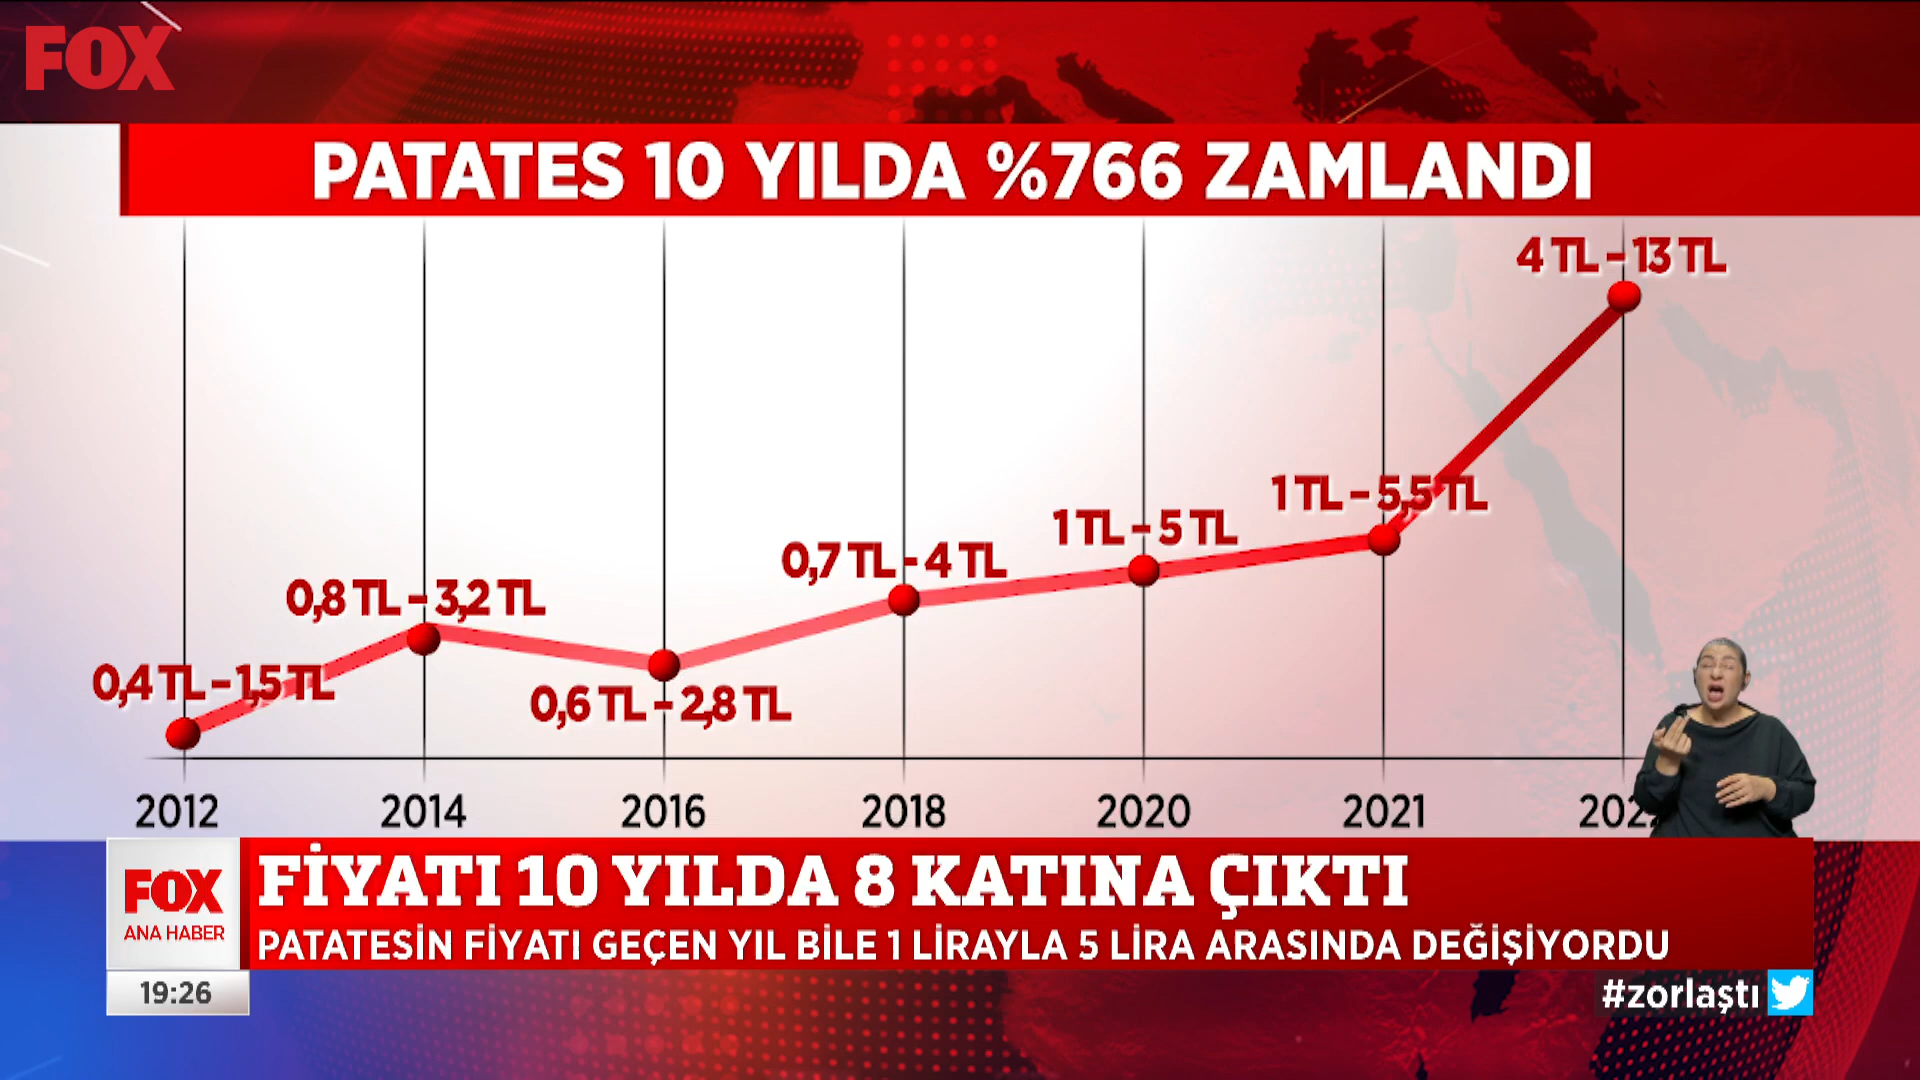 FOX
PATATES 10 YILDA %766 ZAMLANDI
4 TL – 13 TL
1 TL – 5,5 TL
1 TL – 5 TL
0,7 TL – 4 TL
0,8 TL – 3,2 TL
0,4 TL – 1,5 TL
0,6 TL – 2,8 TL
2012 2014 2016 2018 2020 2021
FİYATI 10 YILDA 8 KATINA ÇIKTI
FOX
ANA HABER
PATATESİN FİYATI GEÇEN YIL BİLE 1 LİRAYLA 5 LİRA ARASINDA DEĞİŞİYORDU
19:26
#zorlaştı